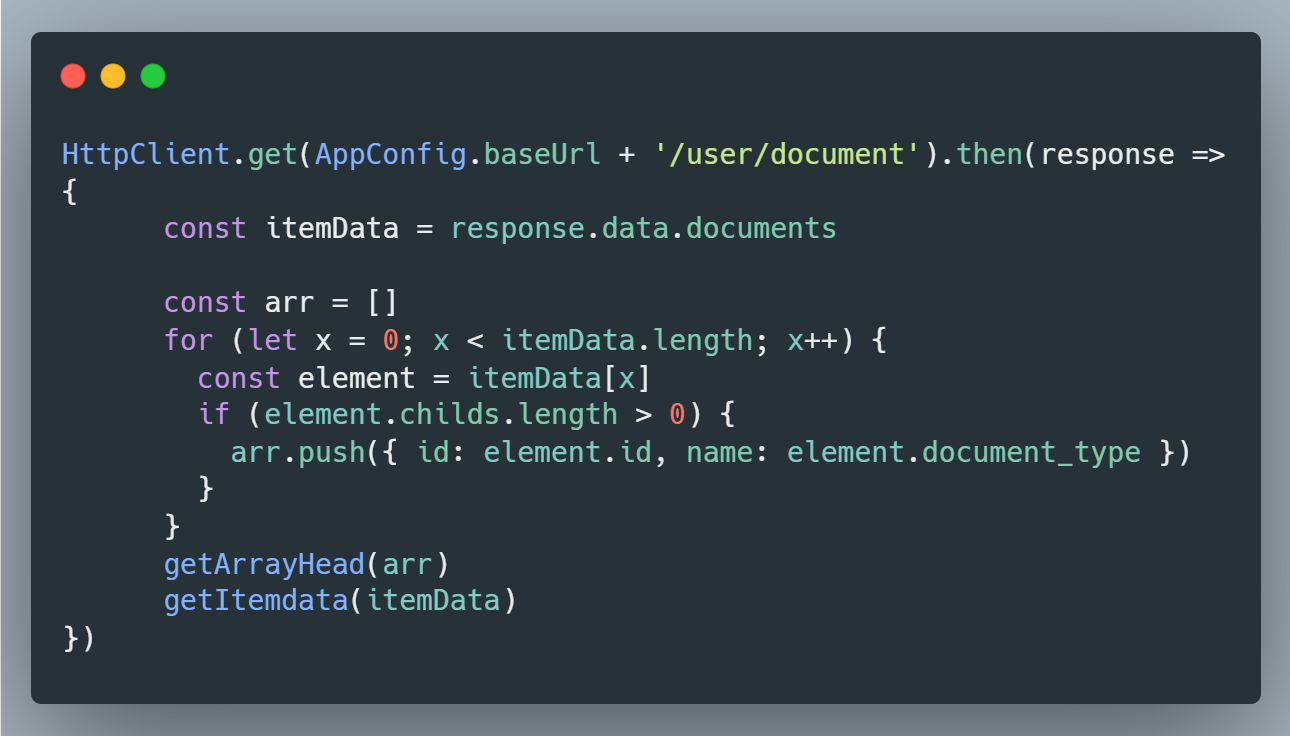 HttpClient.get(AppConfig.baseUrl + '/user/document').then(response =>
{
      const itemData = response.data.documents

      const arr = []
      for (let x = 0; x < itemData.length; x++) {
        const element = itemData[x]
        if (element.childs.length > 0) {
          arr.push({ id: element.id, name: element.document_type })
        }
      }
      getArrayHead(arr)
      getItemdata(itemData)
})